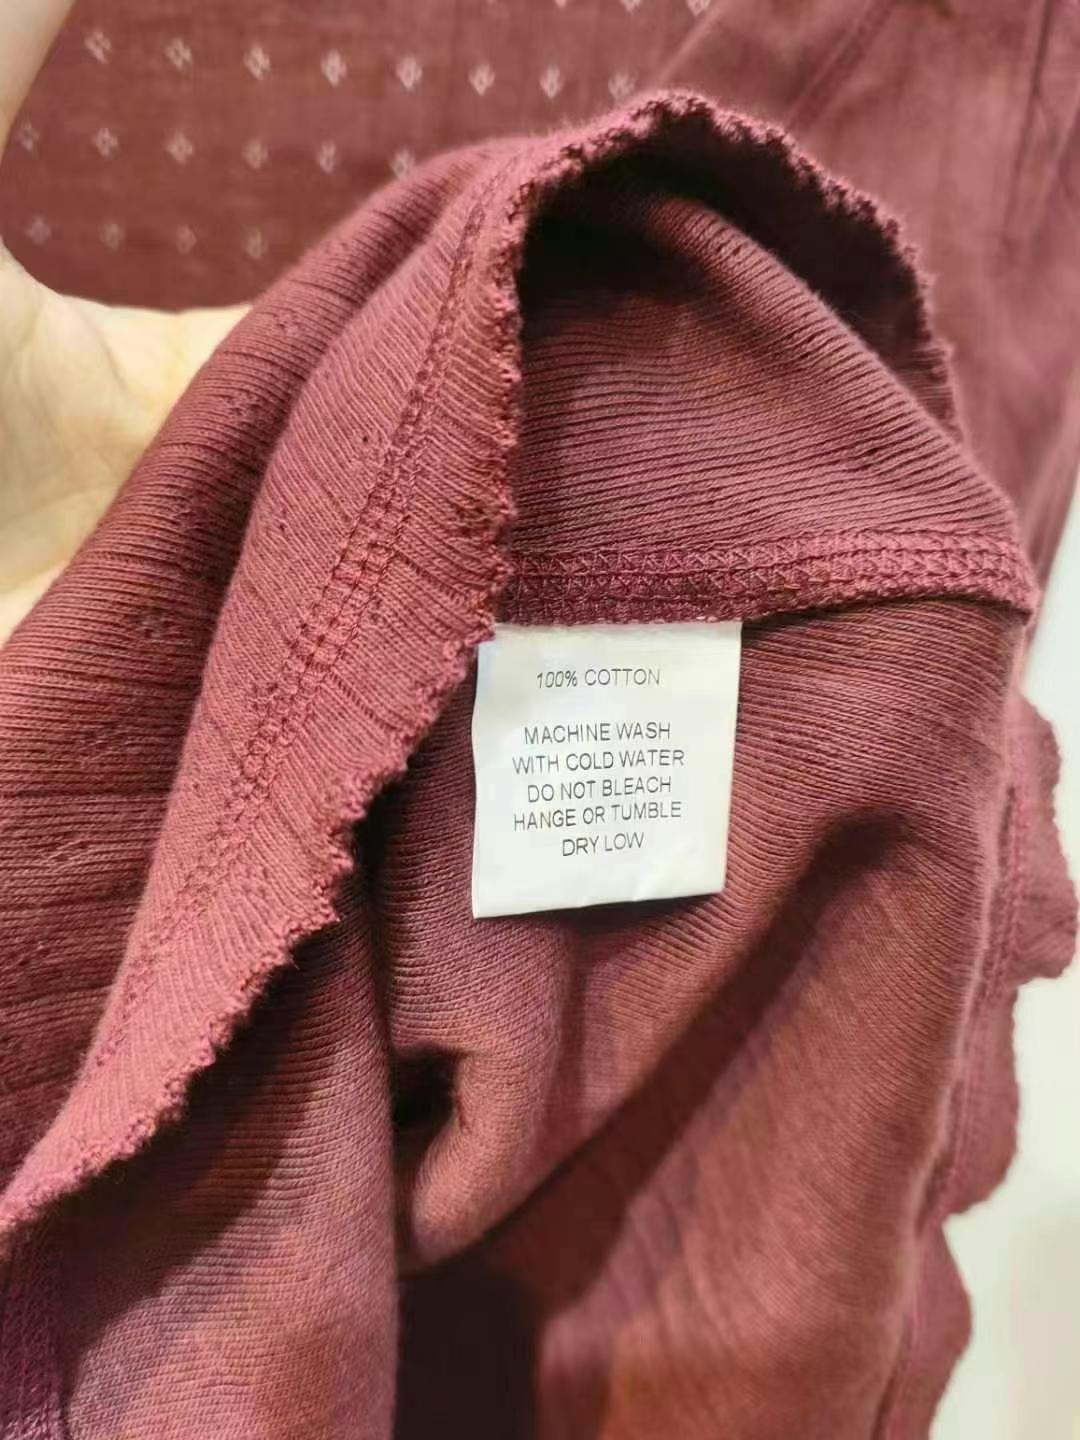 100% COTTON
MACHINE WASH
WITH COLD WATER
DO NOT BLEACH
HANGE OR TUMBLE
DRY LOW